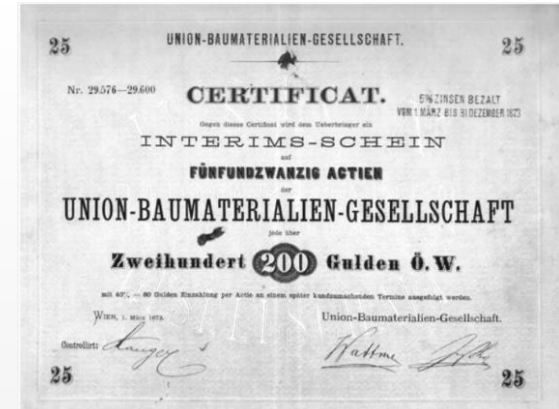 25 UNION-BAUMATERIALIEN-GESELLSCHAFT. 25
Nr. 29.576—29.600
CERTIFICAT.
5% ZINSEN BEZALT
VOM 1 MÄRZ BIS 31 DEZEMBER 1873
Gegen dieses Certificat wird dem Ueberbringer ein
INTERIMS-SCHEIN
auf
FÜNFUNDZWANZIG ACTIEN
der
UNION-BAUMATERIALIEN-GESELLSCHAFT
jede über
Zweihundert 200 Gulden Ö. W.
mit 40%, — 80 Gulden Einzahlung per Actie an einem später kundzumachenden Termine ausgefolgt werden.
WIEN, 1. März 1873.
Union-Baumaterialien-Gesellschaft.
Controllirt:
25 25